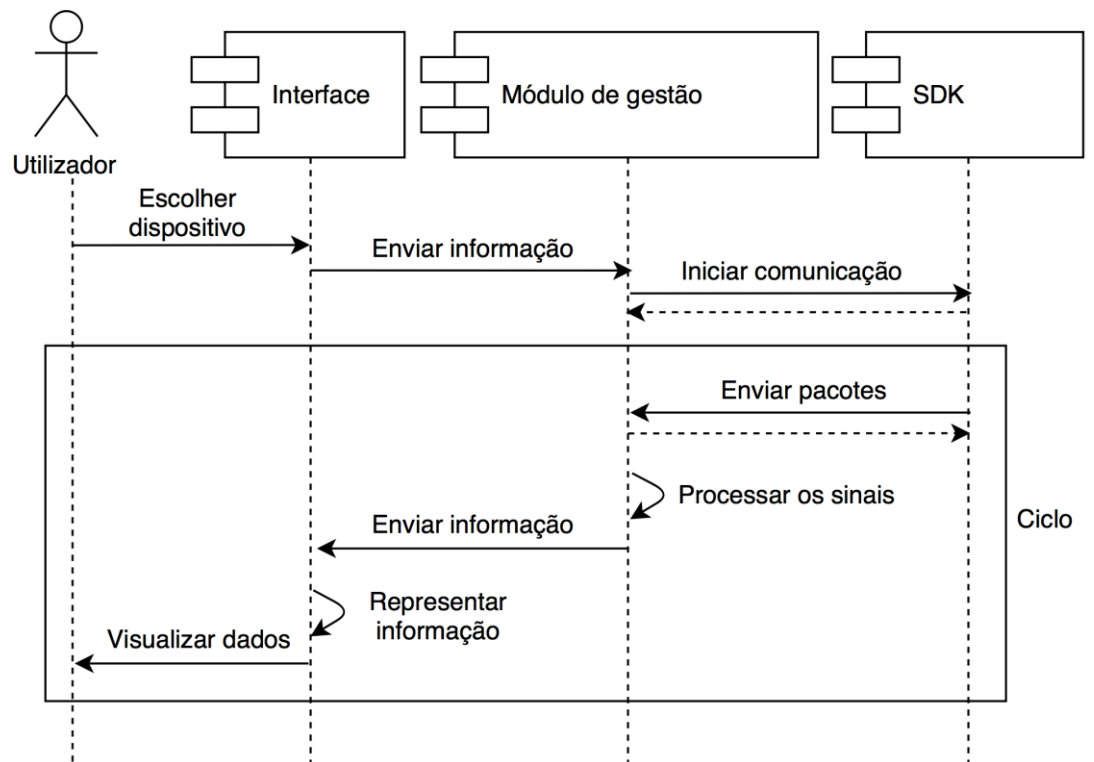 Interface
Módulo de gestão
SDK
Utilizador
Escolher
dispositivo
Enviar informação
Iniciar comunicação
Enviar pacotes
Processar os sinais
Ciclo
Enviar informação
Representar
informação
Visualizar dados